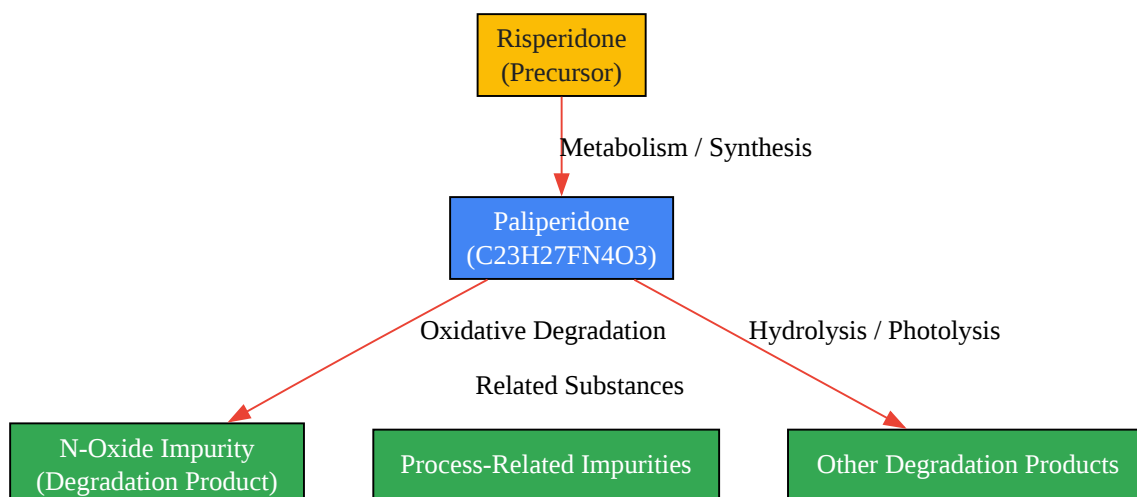 Risperidone
(Precursor)
Metabolism / Synthesis
Paliperidone
(C23H27FN4O3)
Oxidative Degradation
Hydrolysis / Photolysis
Related Substances
N-Oxide Impurity
(Degradation Product)
Process-Related Impurities
Other Degradation Products